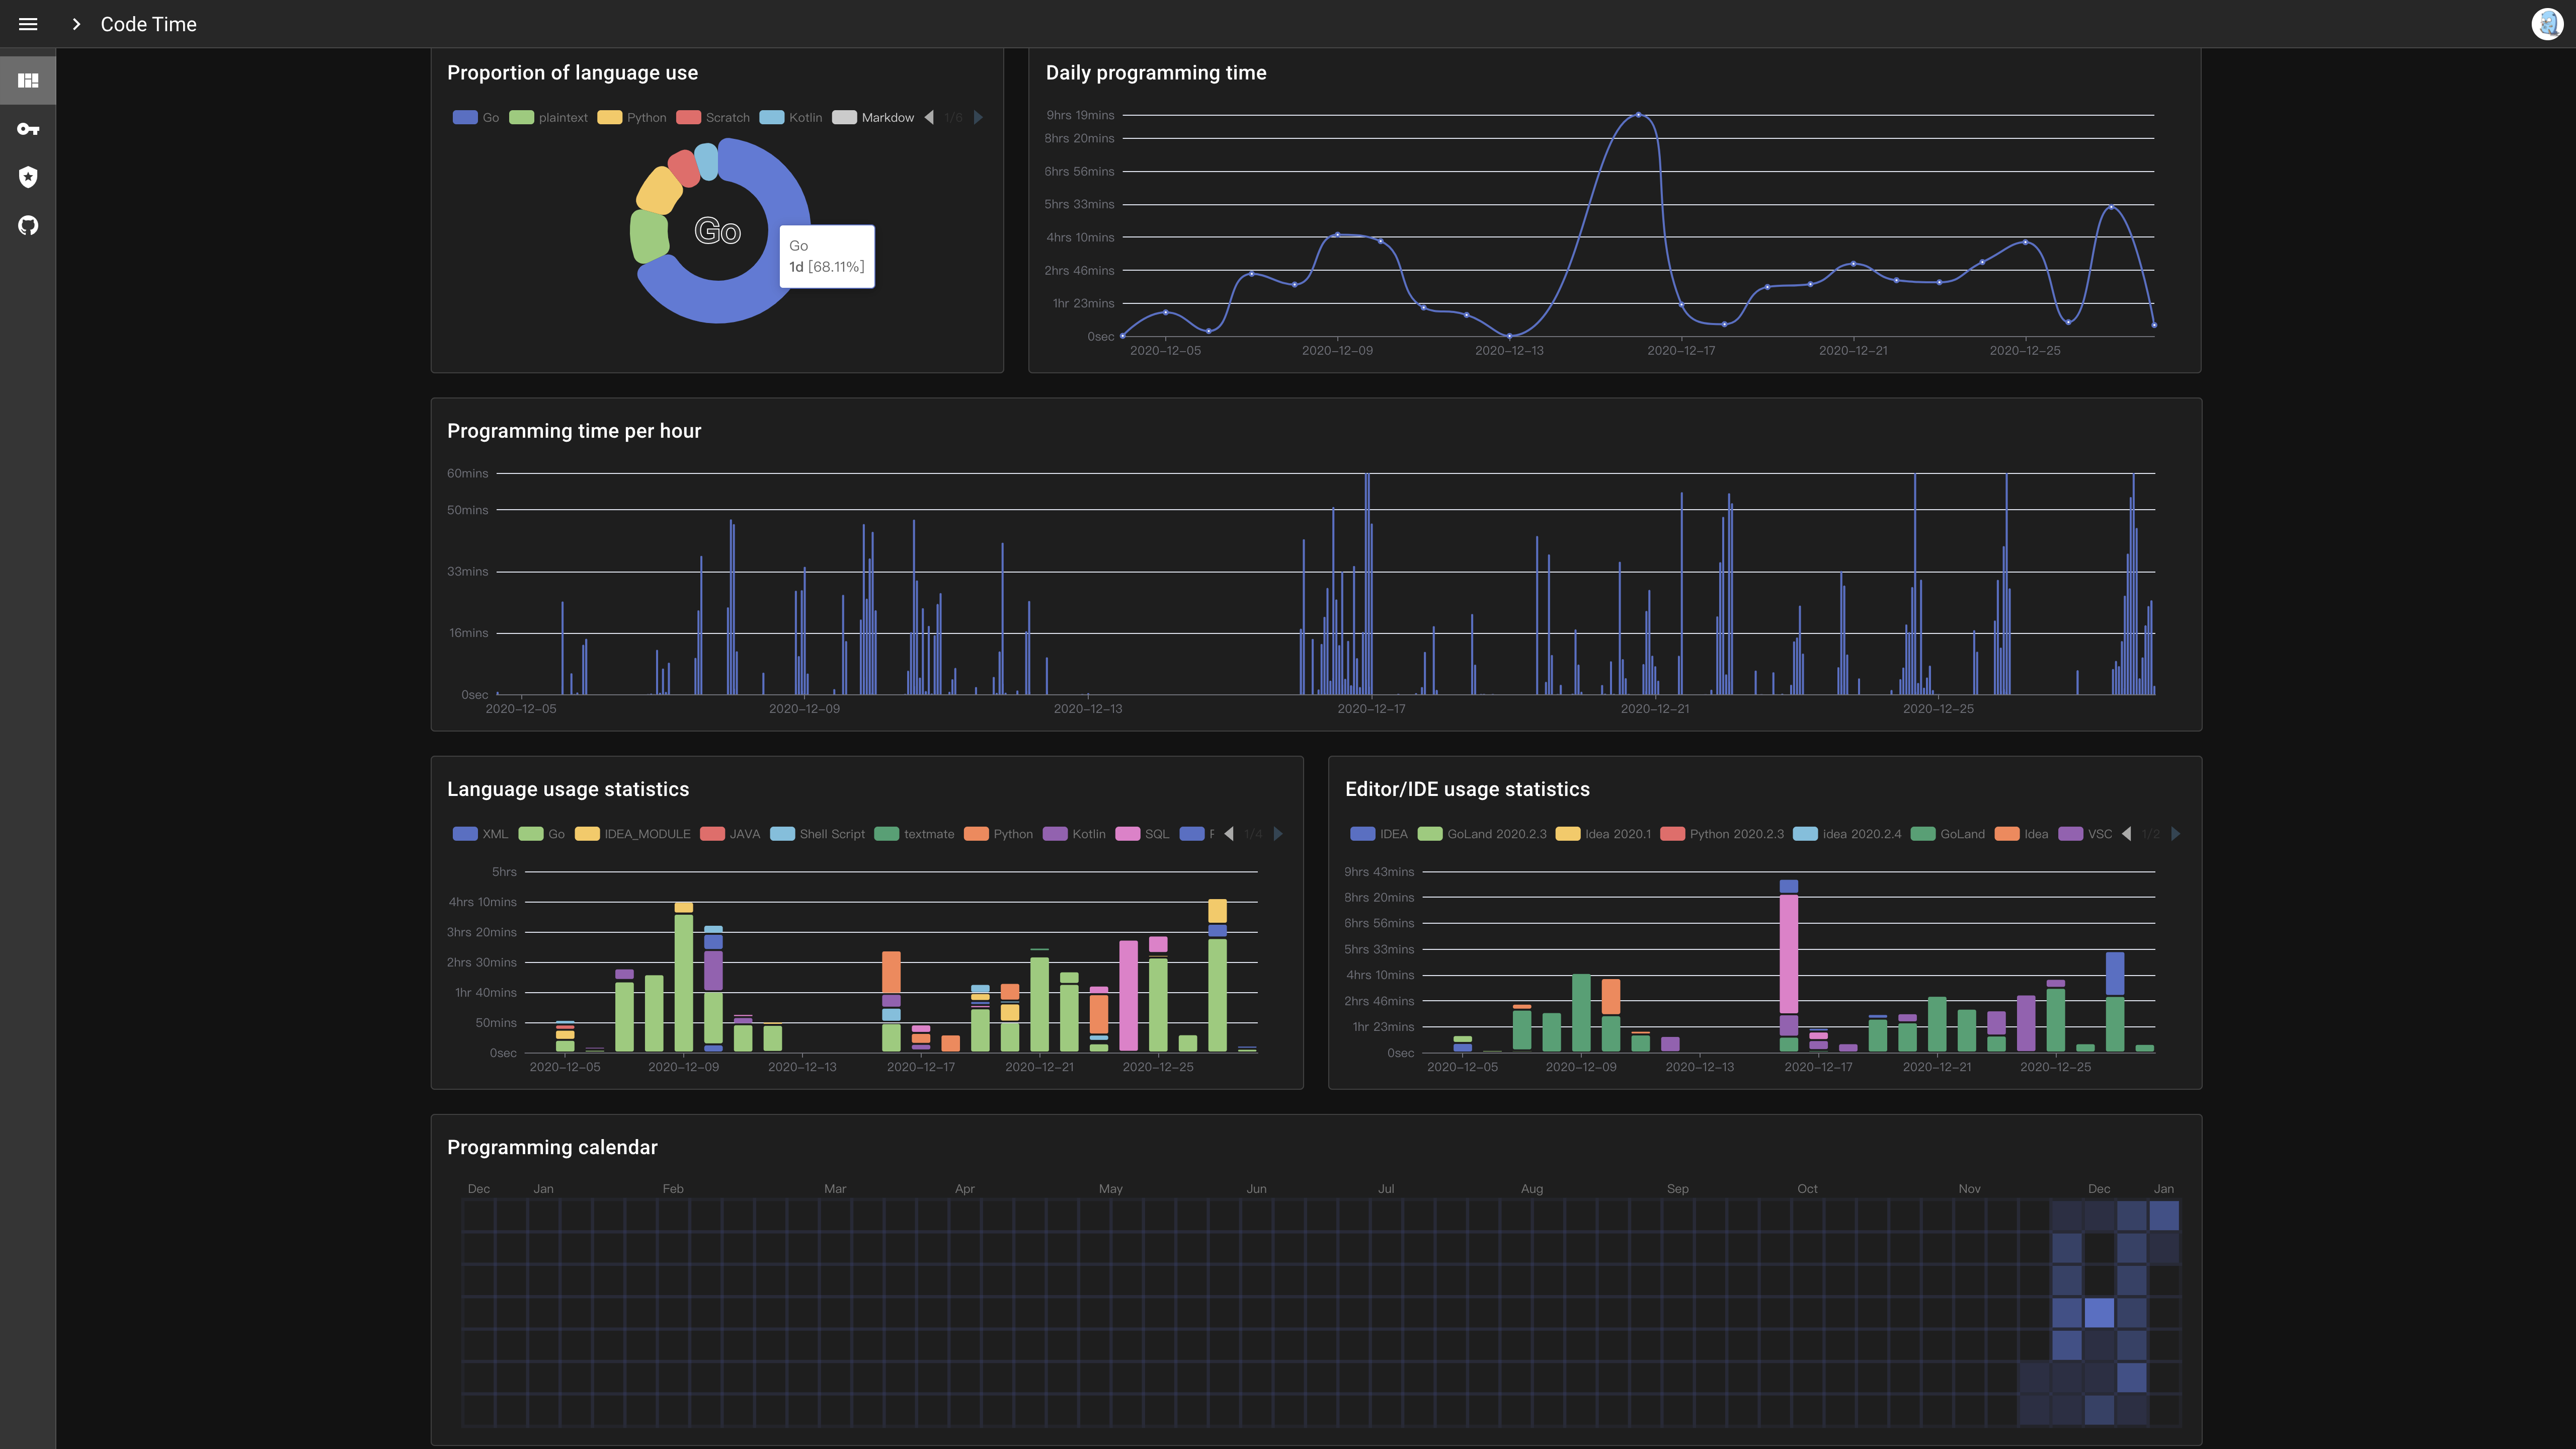 Code Time
Proportion of language use
Go plaintext Python Scratch Kotlin Markdow 1/6
Go
Go
1d [68.11%]
Daily programming time
9hrs 19mins
8hrs 20mins
6hrs 56mins
5hrs 33mins
4hrs 10mins
2hrs 46mins
1hr 23mins
0sec
2020-12-05 2020-12-09 2020-12-13 2020-12-17 2020-12-21 2020-12-25
Programming time per hour
60mins
50mins
33mins
16mins
0sec
2020-12-05 2020-12-09 2020-12-13 2020-12-17 2020-12-21 2020-12-25
Language usage statistics
XML Go IDEA_MODULE JAVA Shell Script textmate Python Kotlin SQL 1/4
5hrs
4hrs 10mins
3hrs 20mins
2hrs 30mins
1hr 40mins
50mins
0sec
2020-12-05 2020-12-09 2020-12-13 2020-12-17 2020-12-21 2020-12-25
Editor/IDE usage statistics
IDEA GoLand 2020.2.3 Idea 2020.1 Python 2020.2.3 idea 2020.2.4 GoLand Idea VSC 1/2
9hrs 43mins
8hrs 20mins
6hrs 56mins
5hrs 33mins
4hrs 10mins
2hrs 46mins
1hr 23mins
0sec
2020-12-05 2020-12-09 2020-12-13 2020-12-17 2020-12-21 2020-12-25
Programming calendar
Dec Jan Feb Mar Apr May Jun Jul Aug Sep Oct Nov Dec Jan